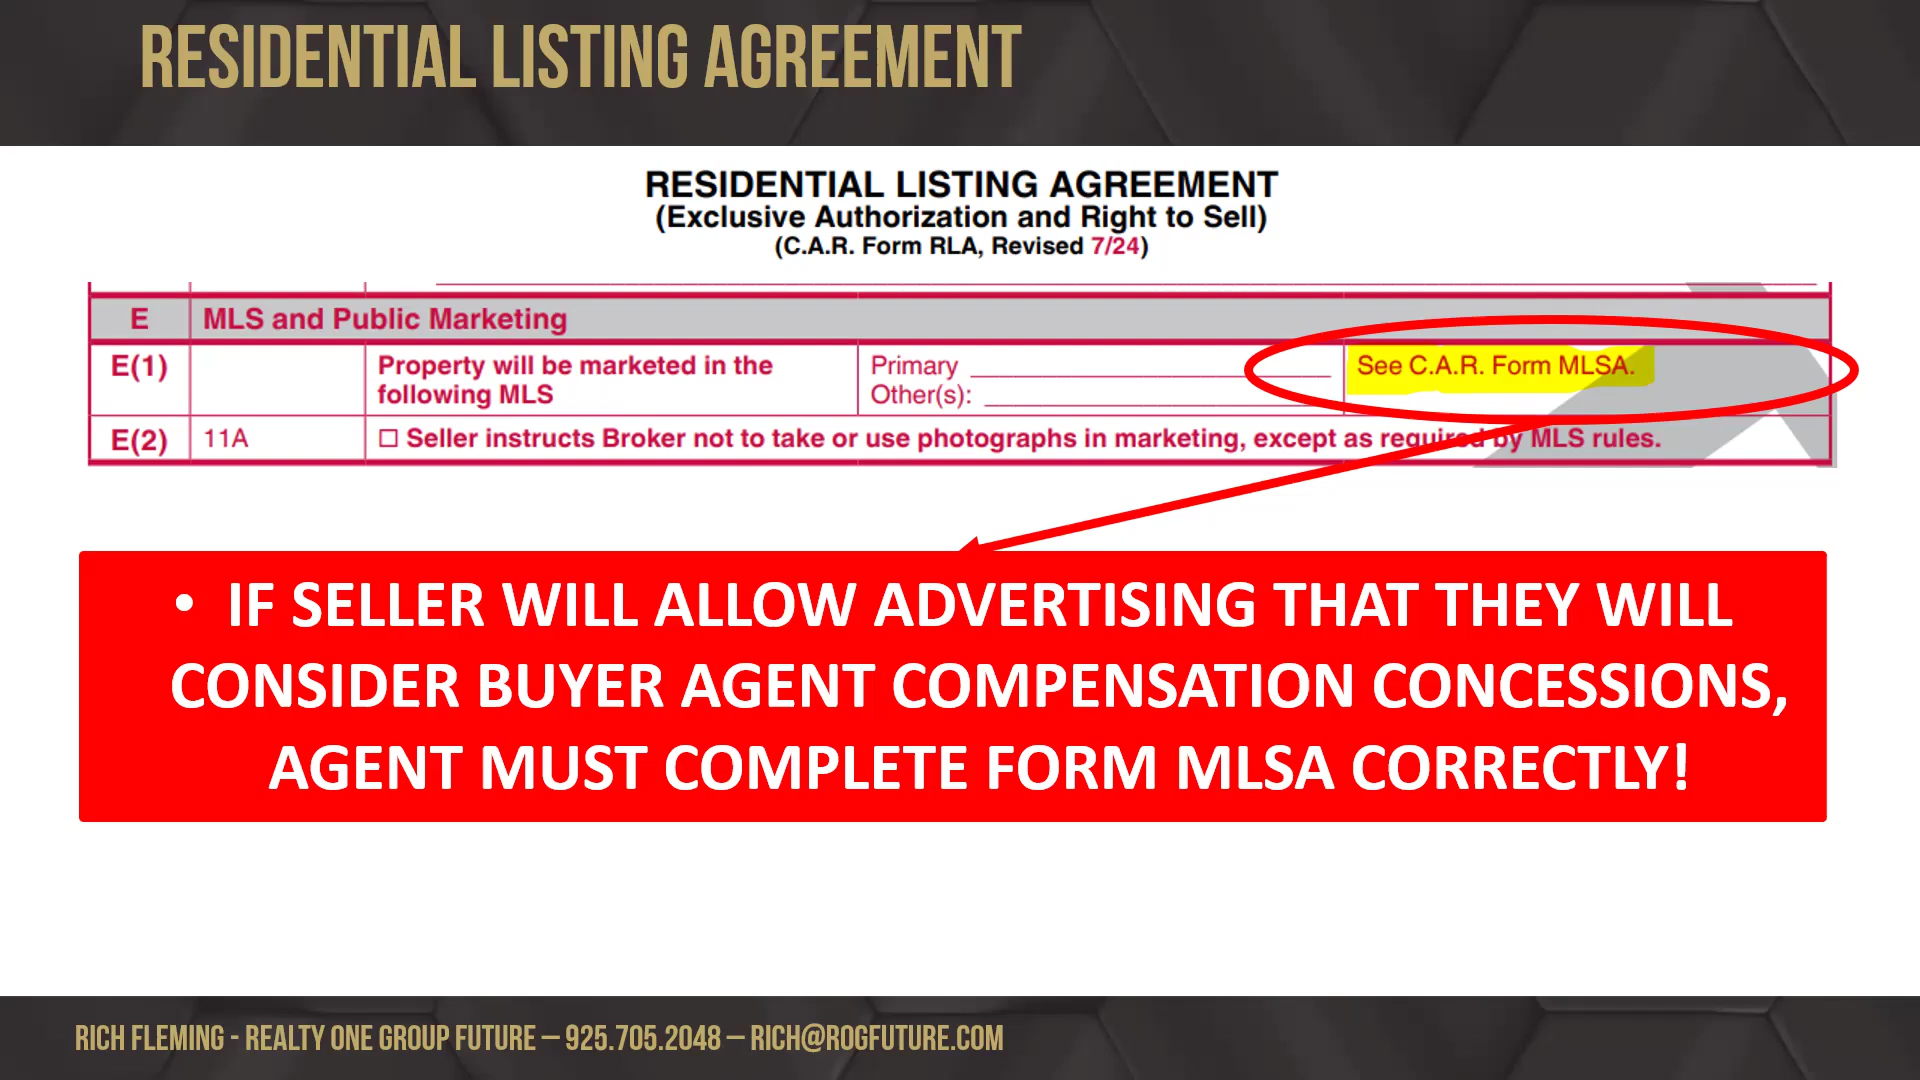 RESIDENTIAL LISTING AGREEMENT
RESIDENTIAL LISTING AGREEMENT
(Exclusive Authorization and Right to Sell)
(C.A.R. Form RLA, Revised 7/24)
E MLS and Public Marketing
E(1) Property will be marketed in the following MLS Primary ____ See C.A.R. Form MLSA.
Other(s): ____
E(2) 11A ☐ Seller instructs Broker not to take or use photographs in marketing, except as required by MLS rules.
• IF SELLER WILL ALLOW ADVERTISING THAT THEY WILL
CONSIDER BUYER AGENT COMPENSATION CONCESSIONS,
AGENT MUST COMPLETE FORM MLSA CORRECTLY!
RICH FLEMING - REALTY ONE GROUP FUTURE – 925.705.2048 – RICH@ROGFUTURE.COM